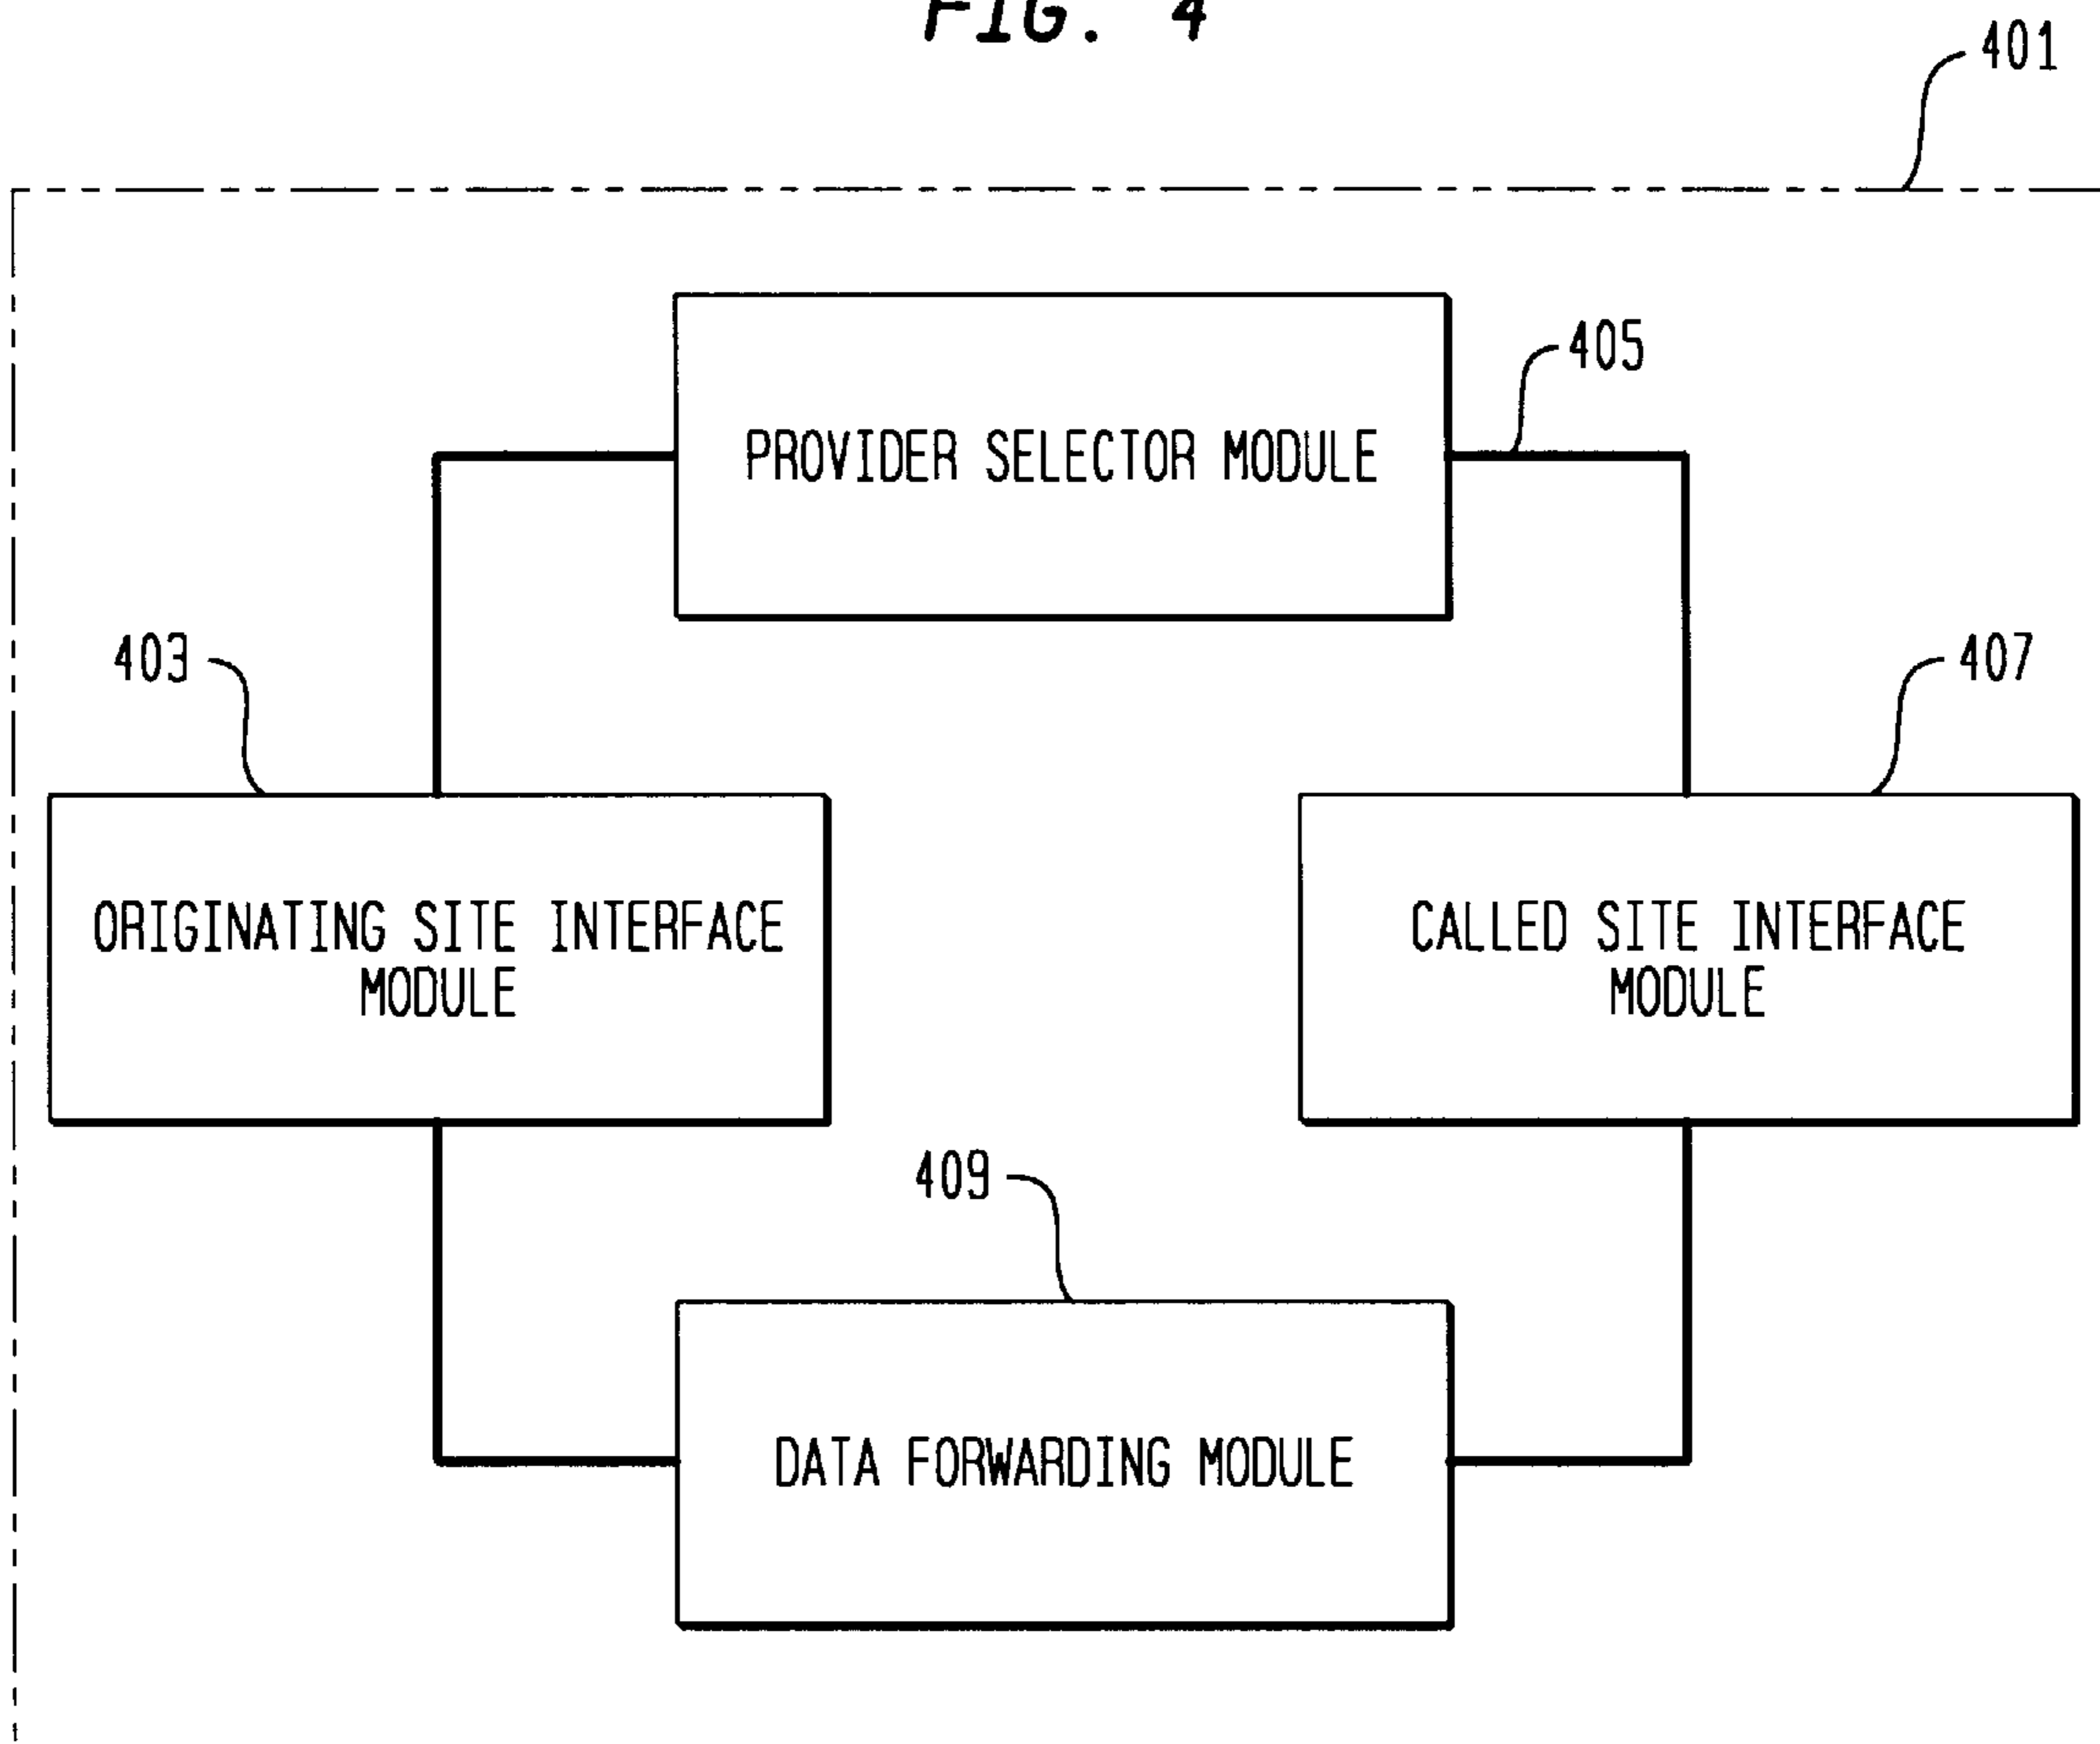 FIG. 4
401
PROVIDER SELECTOR MODULE
405
403
407
ORIGINATING SITE INTERFACE
MODULE
CALLED SITE INTERFACE
MODULE
409
DATA FORWARDING MODULE